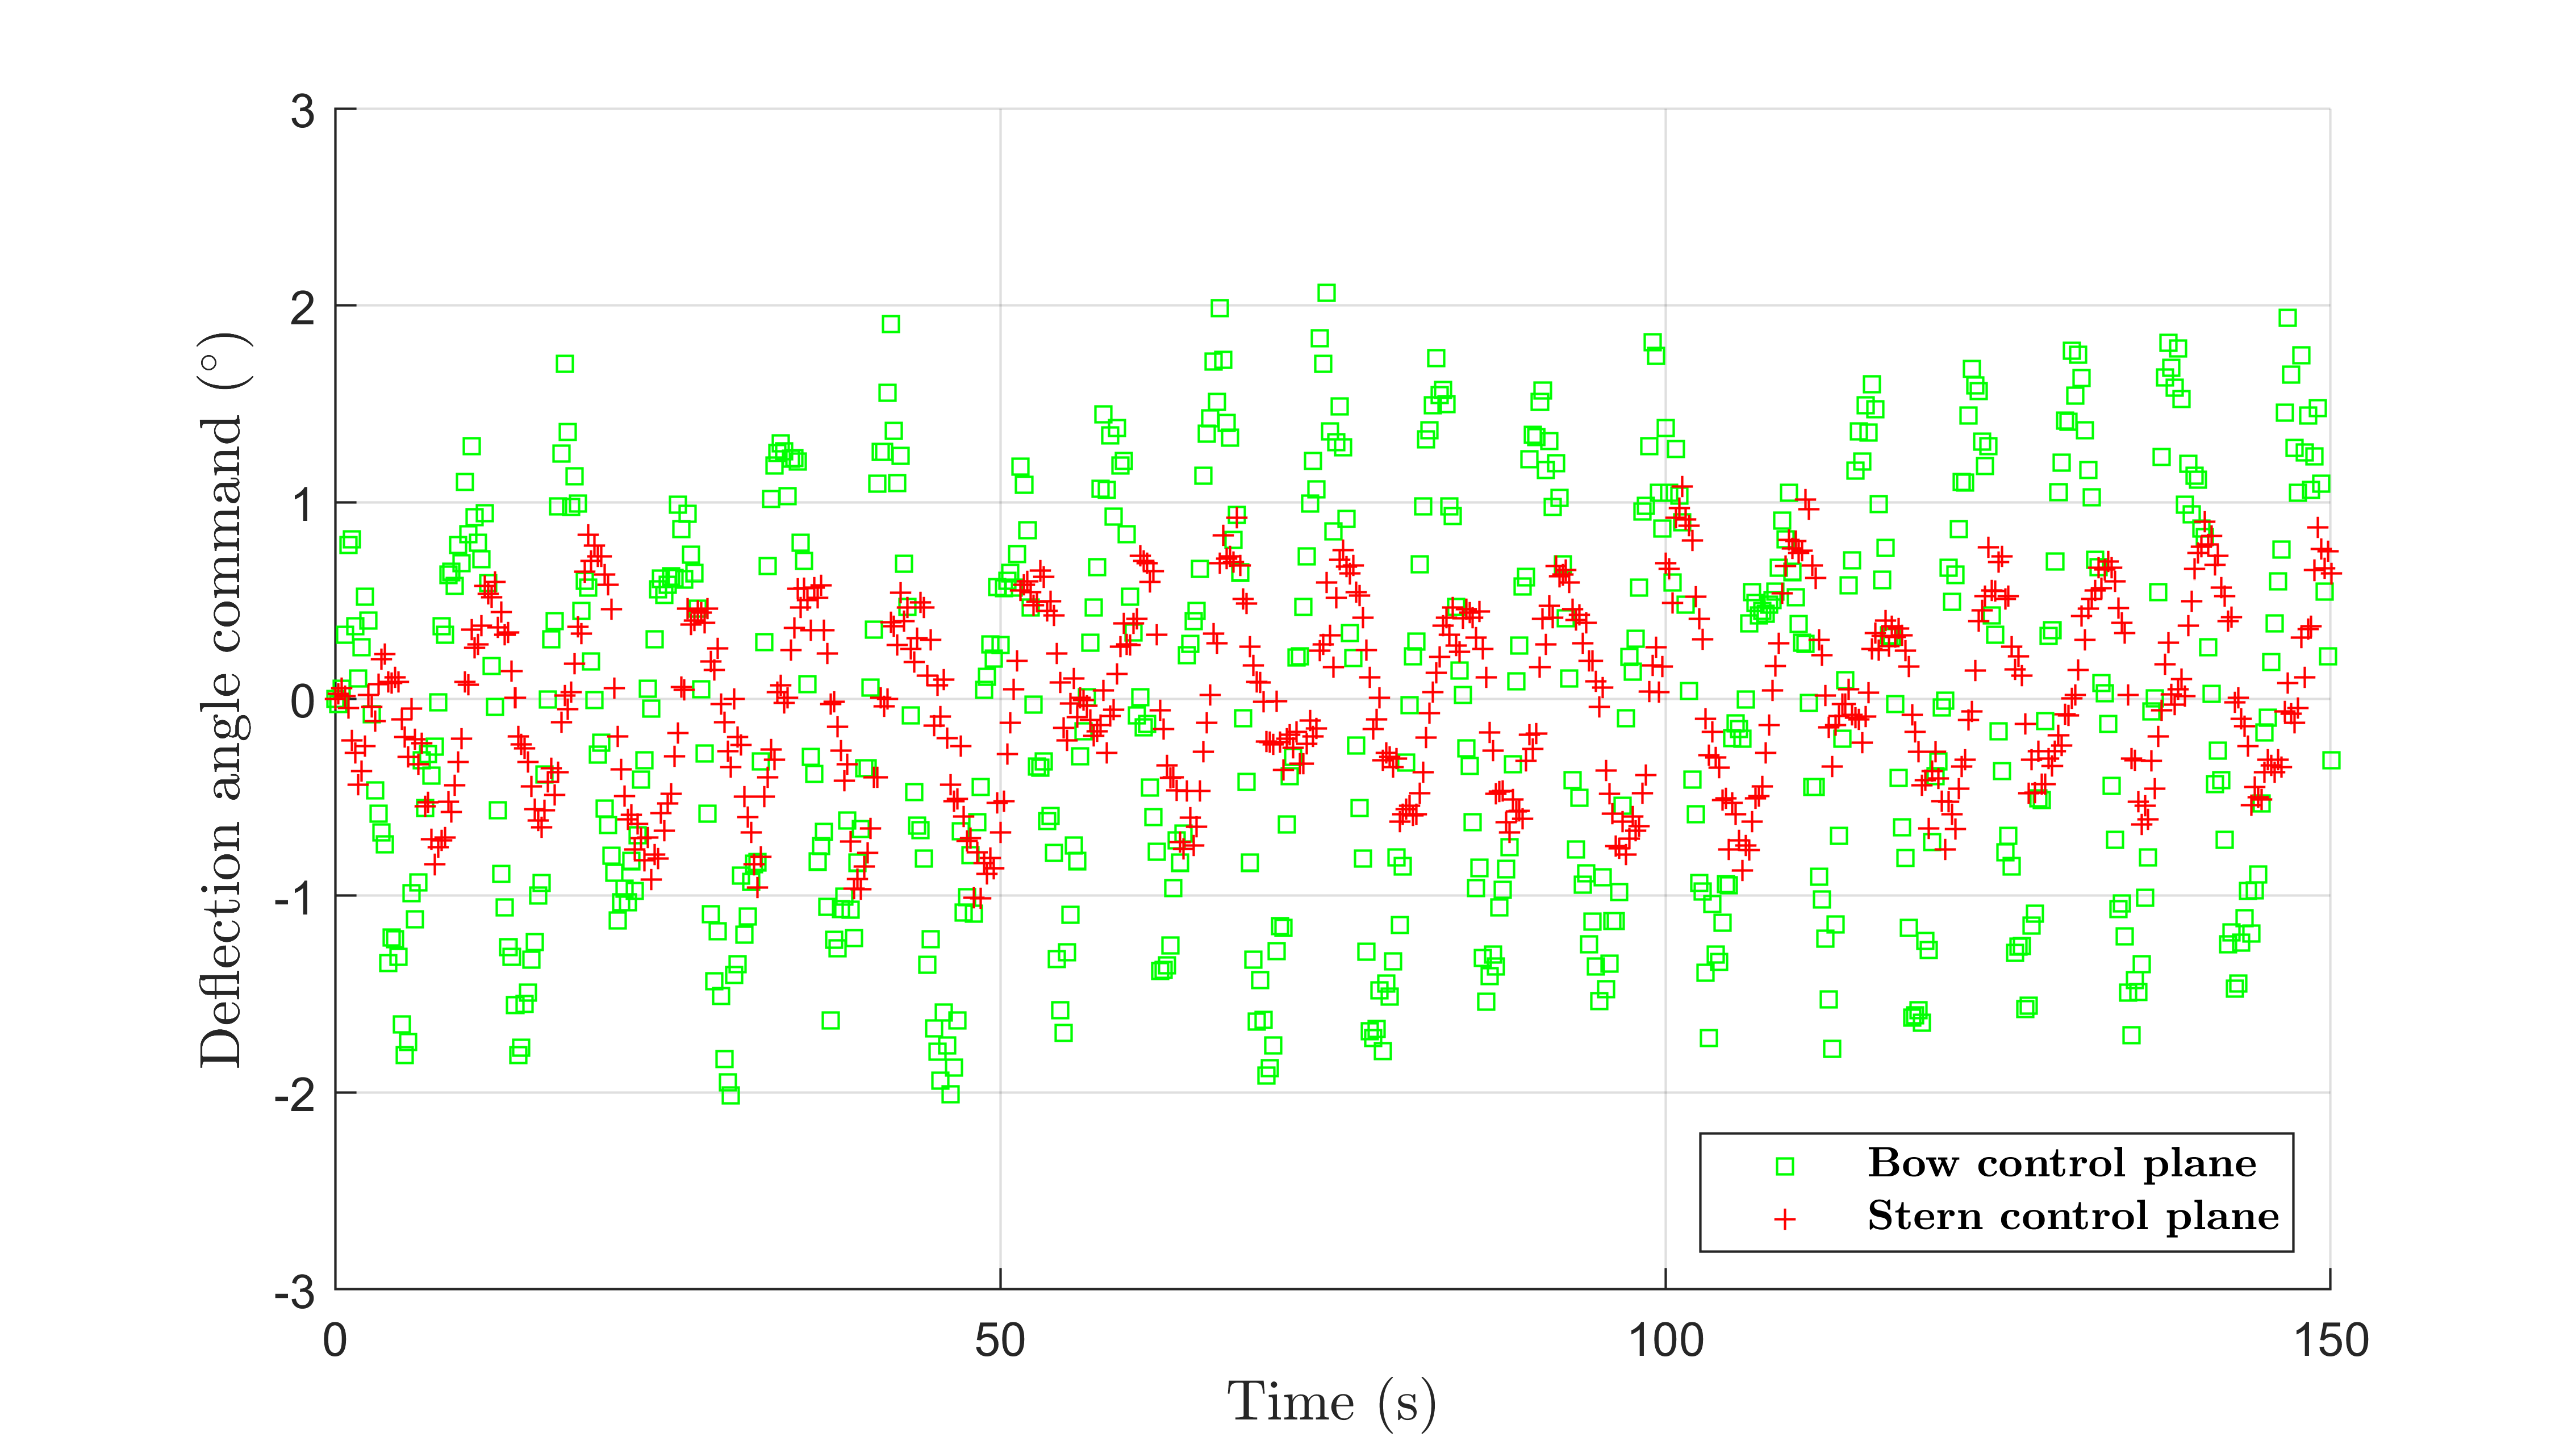 3
2
1
0
-1
-2
-3
0 50 100 150
Deflection angle command (°)
Time (s)
Bow control plane
Stern control plane